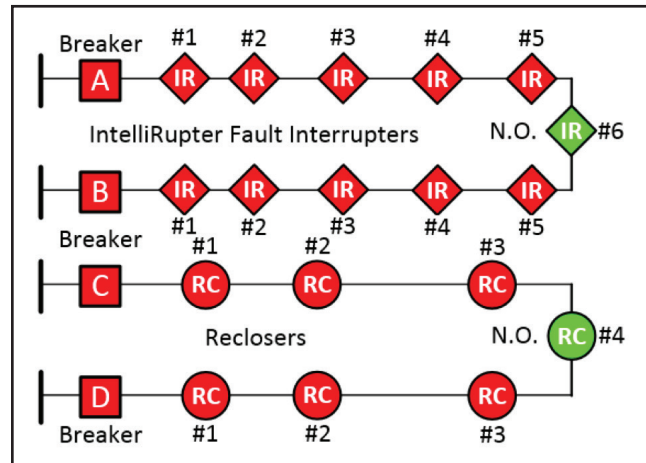 Breaker #1 #2 #3 #4 #5
A IR IR IR IR IR
IntelliRupter Fault Interrupters N.O. IR #6
B IR IR IR IR IR
#1 #2 #3 #4 #5
Breaker #1 #2 #3
C RC RC RC
Reclosers N.O. RC #4
D RC RC RC
Breaker #1 #2 #3